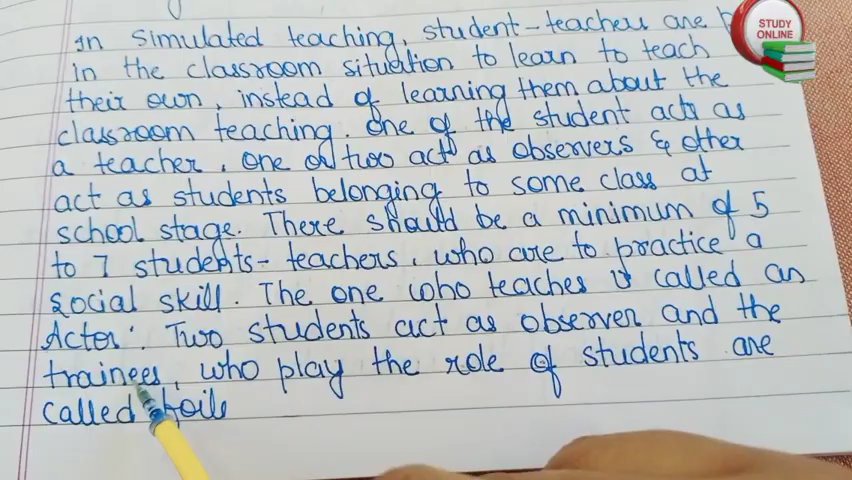 In simulated teaching, student-teachers are
in the classroom situation to learn to teach
their own, instead of learning them about the
classroom teaching. One of the student acts as
a teacher, one or two act as observers & other
act as students belonging to some class at
school stage. There should be a minimum of 5
to 7 students-teachers, who are to practice a
social skill. The one who teaches is called an
Actor'. Two students act as observer and the
trainees, who play the role of students are
called foils
STUDY
ONLINE